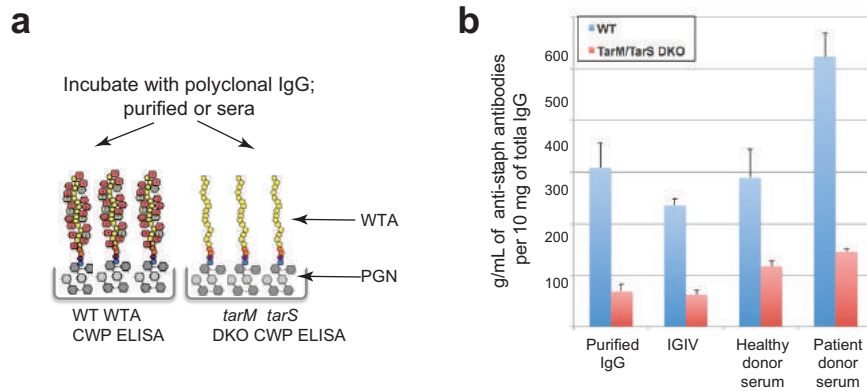 a
Incubate with polyclonal IgG;
purified or sera
WTA
PGN
WT WTA
CWP ELISA
tarM tarS
DKO CWP ELISA
b
WT
TarM/TarS DKO
g/mL of anti-staph antibodies
per 10 mg of totla IgG
600
500
400
300
200
100
Purified
IgG
IGIV
Healthy
donor
serum
Patient
donor
serum